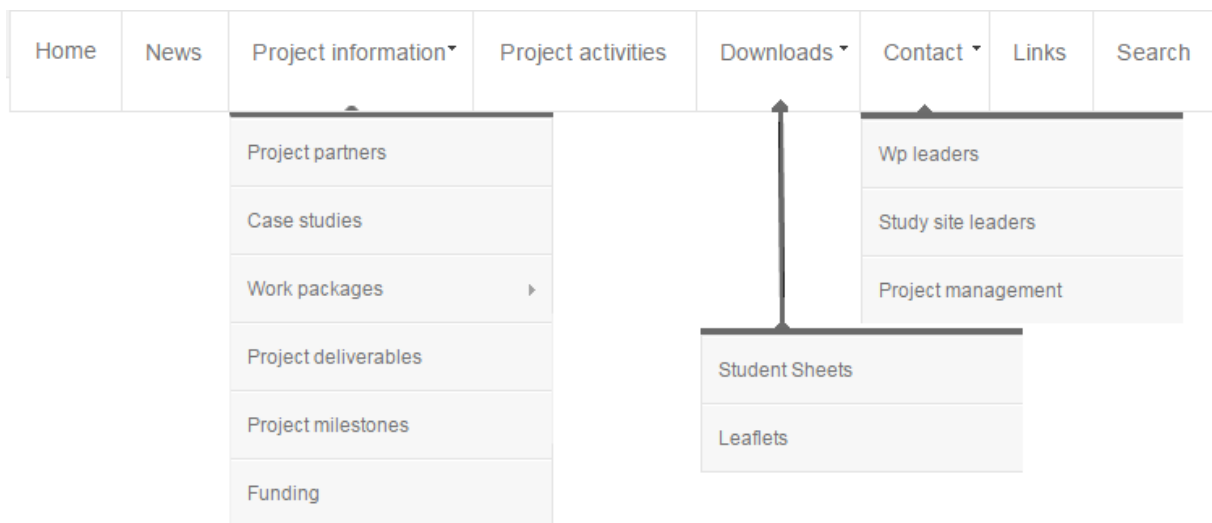 Home News Project information Project activities Downloads Contact Links Search
Project partners
Case studies
Work packages
Project deliverables
Project milestones
Funding
Student Sheets
Leaflets
Wp leaders
Study site leaders
Project management